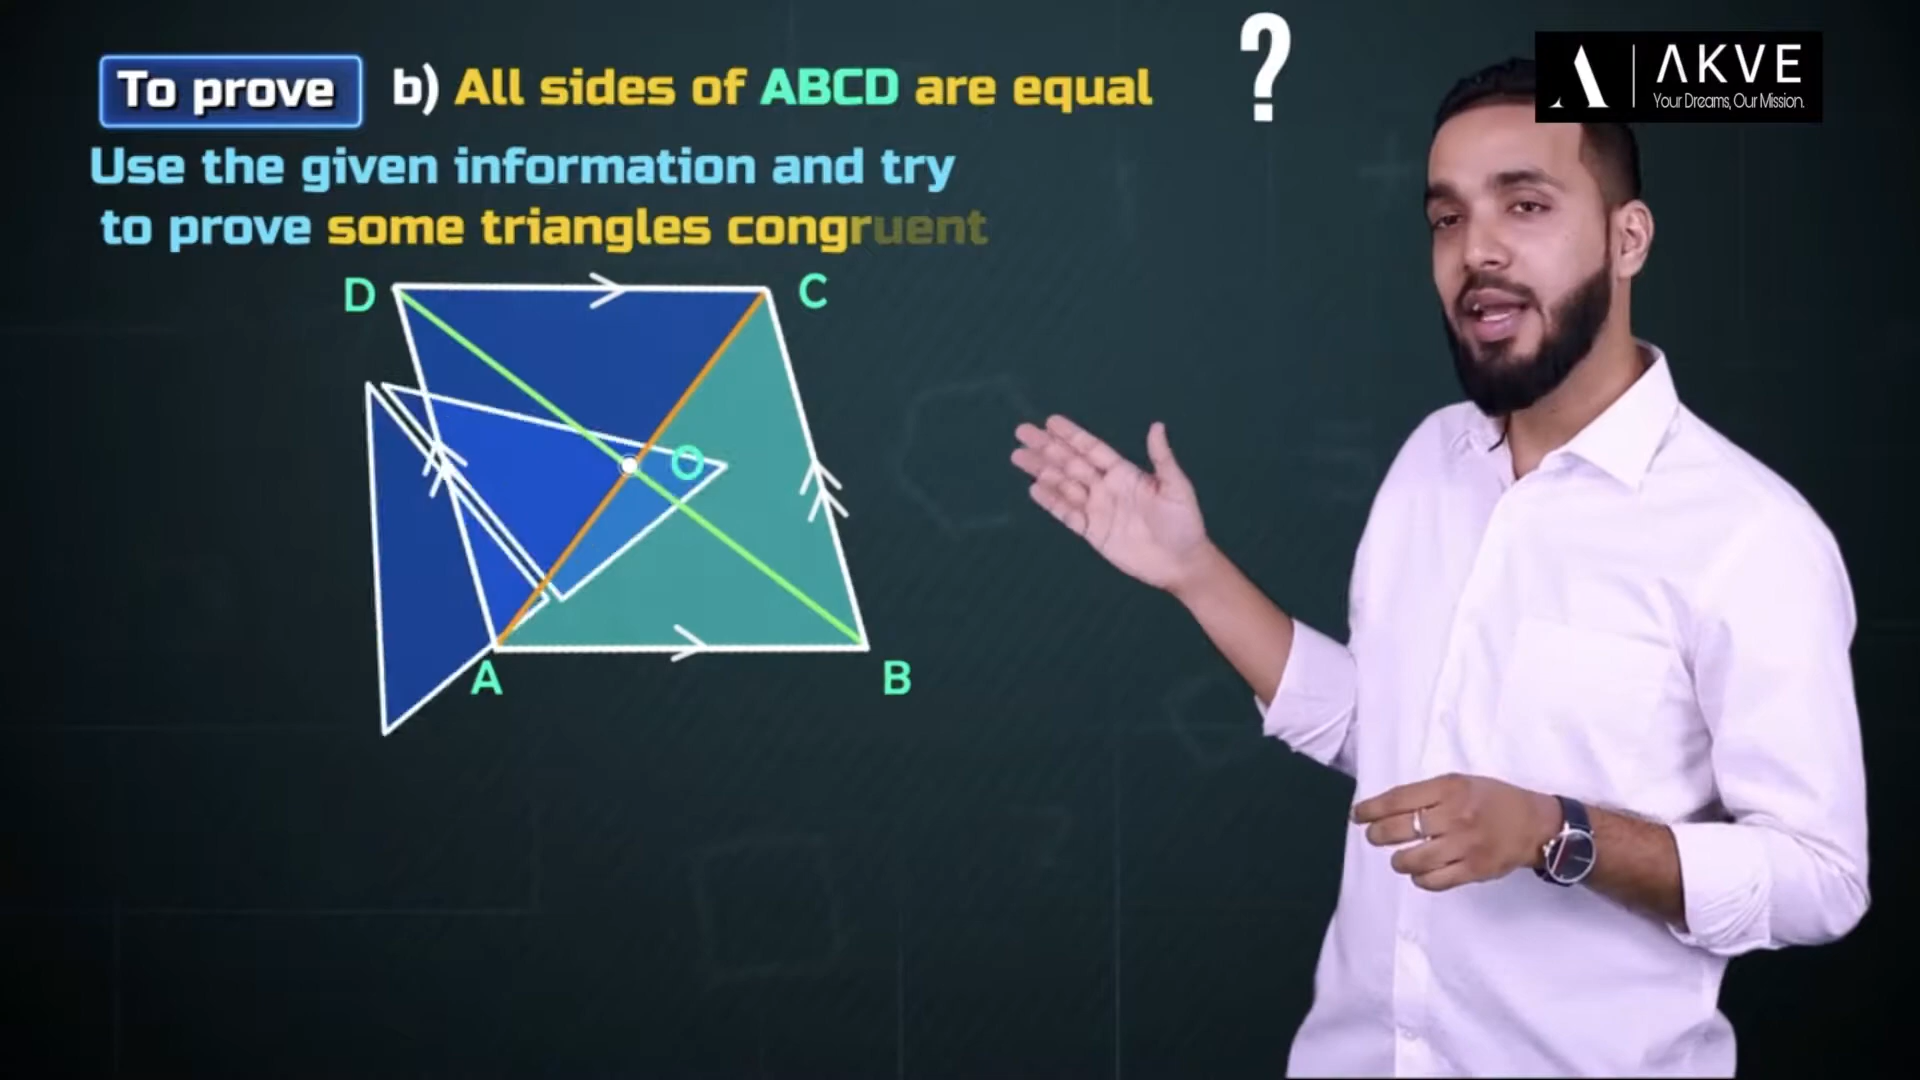 To prove b) All sides of ABCD are equal ?
Use the given information and try
to prove some triangles congruent
D C
O
A B
AKVE
Your Dreams, Our Mission.